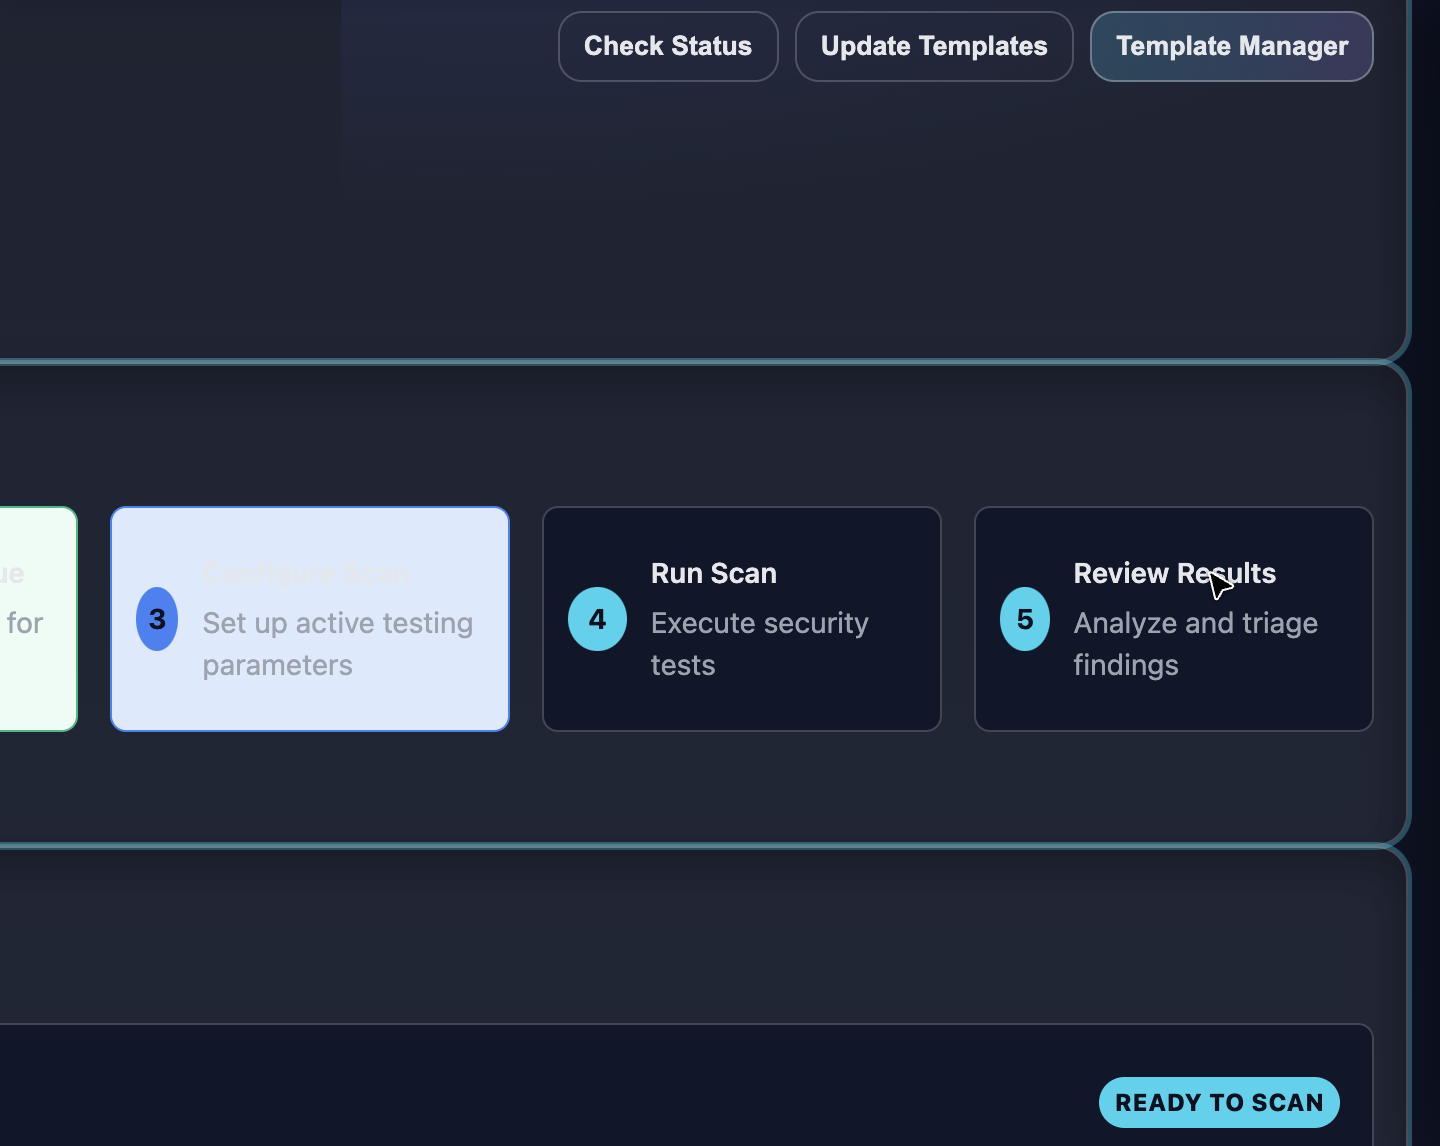 Check Status
Update Templates
Template Manager
ue
for
3
Configure Scan
Set up active testing
parameters
4
Run Scan
Execute security
tests
5
Review Results
Analyze and triage
findings
READY TO SCAN